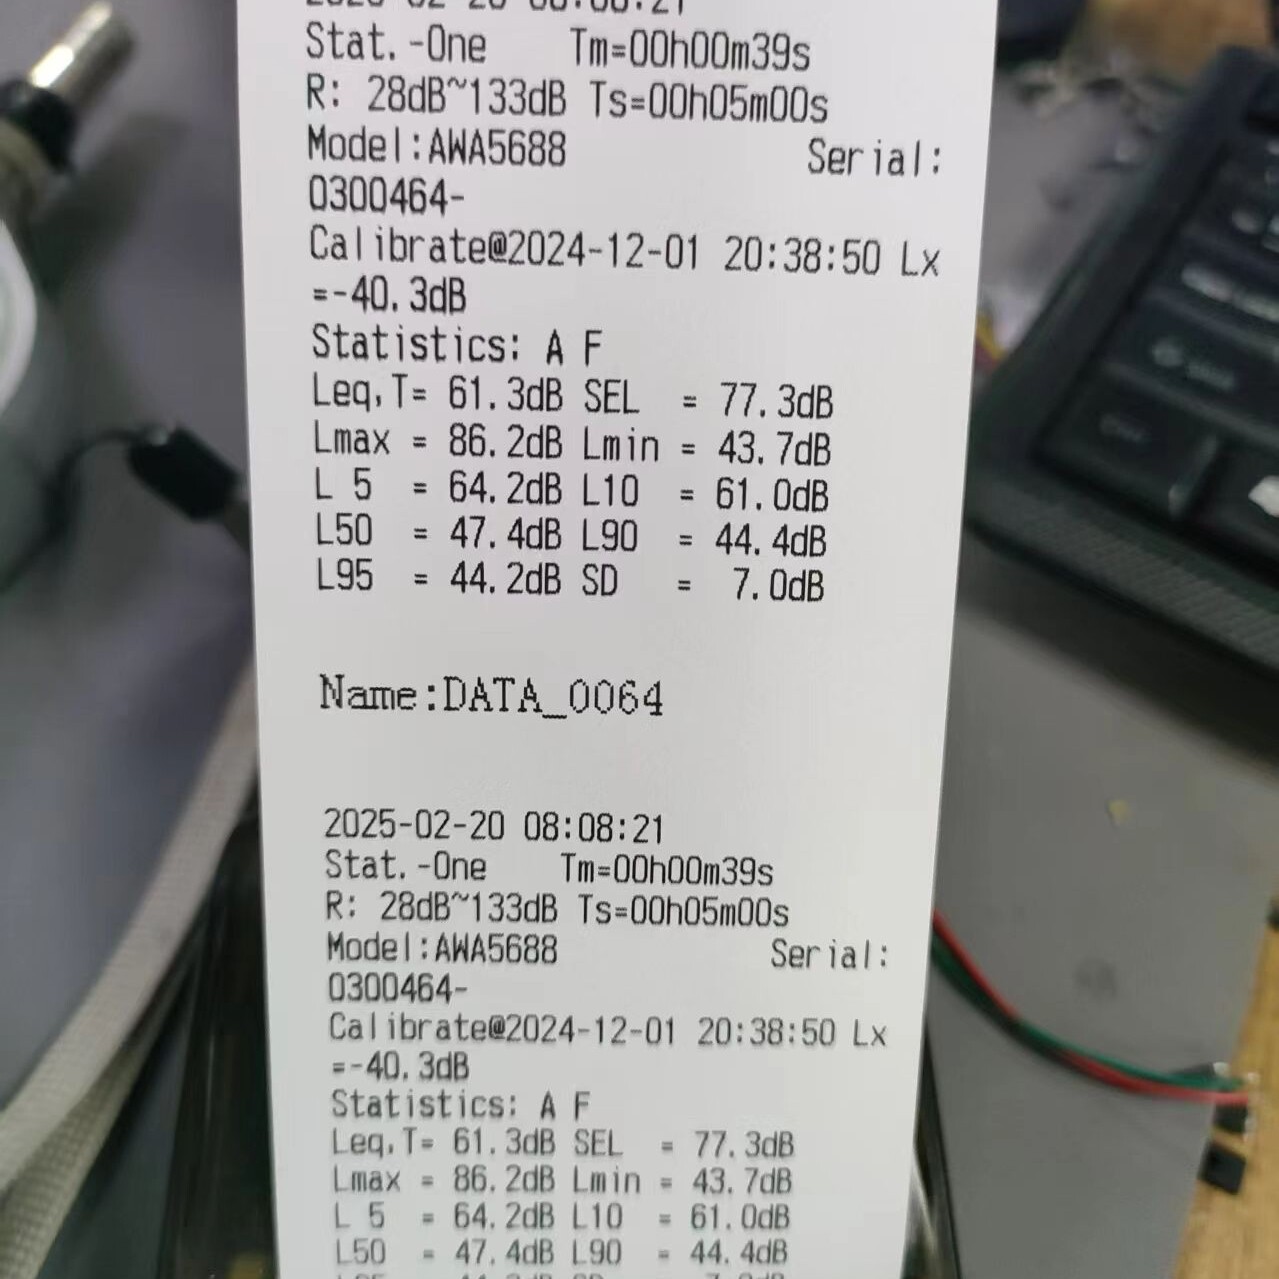 Stat.-One Tm=00h00m39s
R: 28dB~133dB Ts=00h05m00s
Model:AWA5688 Serial:
0300464-
Calibrate@2024-12-01 20:38:50 Lx
=-40.3dB
Statistics: A F
Leq,T= 61.3dB SEL = 77.3dB
Lmax = 86.2dB Lmin = 43.7dB
L 5 = 64.2dB L10 = 61.0dB
L50 = 47.4dB L90 = 44.4dB
L95 = 44.2dB SD = 7.0dB
Name:DATA_0064
2025-02-20 08:08:21
Stat.-One Tm=00h00m39s
R: 28dB~133dB Ts=00h05m00s
Model:AWA5688 Serial:
0300464-
Calibrate@2024-12-01 20:38:50 Lx
=-40.3dB
Statistics: A F
Leq,T= 61.3dB SEL = 77.3dB
Lmax = 86.2dB Lmin = 43.7dB
L 5 = 64.2dB L10 = 61.0dB
L50 = 47.4dB L90 = 44.4dB